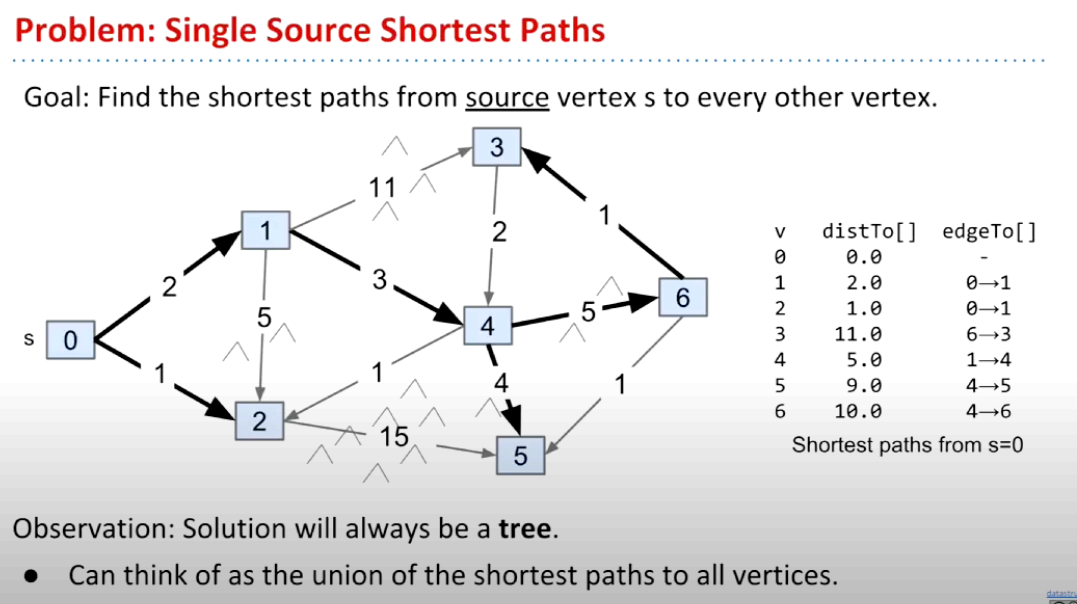 Problem: Single Source Shortest Paths
Goal: Find the shortest paths from source vertex s to every other vertex.
3
11
1
2
1
2
3
6
5
5
4
s 0
1
4
1
1
2
15
5
v distTo[] edgeTo[]
0 0.0 -
1 2.0 0→1
2 1.0 0→1
3 11.0 6→3
4 5.0 1→4
5 9.0 4→5
6 10.0 4→6
Shortest paths from s=0
Observation: Solution will always be a tree.
● Can think of as the union of the shortest paths to all vertices.
datastru